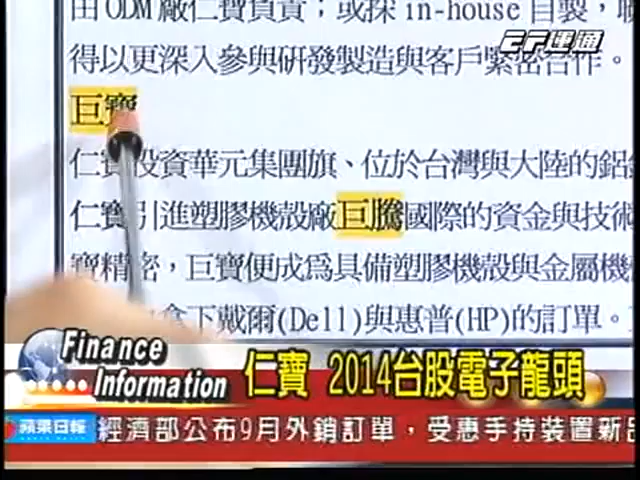 由 ODM 廠仁寶負責；或採 in-house 自製，
得以更深入參與研發製造與客戶緊密合作。
巨寶
仁寶投資華元集團旗、位於台灣與大陸的鋁
仁寶引進塑膠機殼廠巨騰國際的資金與技術
寶精密，巨寶便成為具備塑膠機殼與金屬機
拿下戴爾(Dell)與惠普(HP)的訂單。
Finance
Information
仁寶 2014台股電子龍頭
蘋果日報 經濟部公布9月外銷訂單，受惠手持裝置新